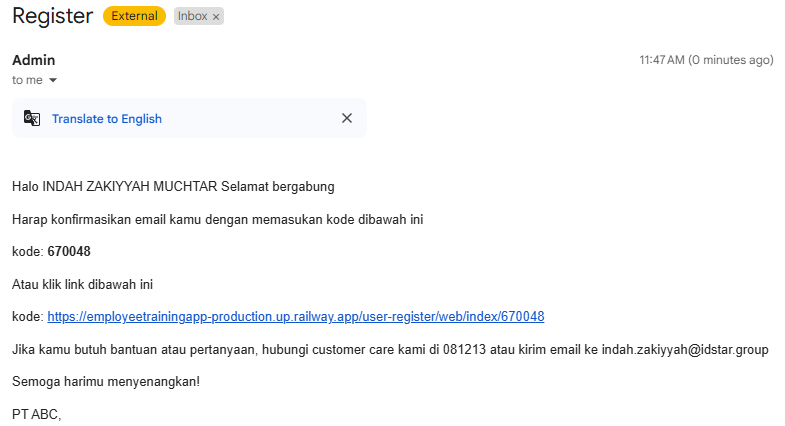 Register External Inbox ×
Admin 11:47 AM (0 minutes ago)
to me
Translate to English
Halo INDAH ZAKIYYAH MUCHTAR Selamat bergabung
Harap konfirmasikan email kamu dengan memasukan kode dibawah ini
kode: 670048
Atau klik link dibawah ini
kode: https://employeetrainingapp-production.up.railway.app/user-register/web/index/670048
Jika kamu butuh bantuan atau pertanyaan, hubungi customer care kami di 081213 atau kirim email ke indah.zakiyyah@idstar.group
Semoga harimu menyenangkan!
PT ABC,